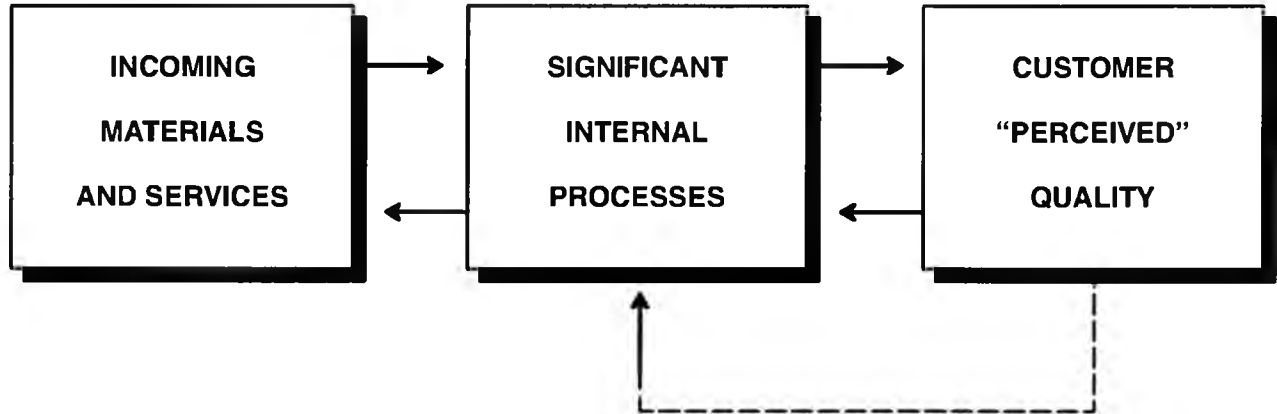 INCOMING
MATERIALS
AND SERVICES
SIGNIFICANT
INTERNAL
PROCESSES
CUSTOMER
“PERCEIVED”
QUALITY